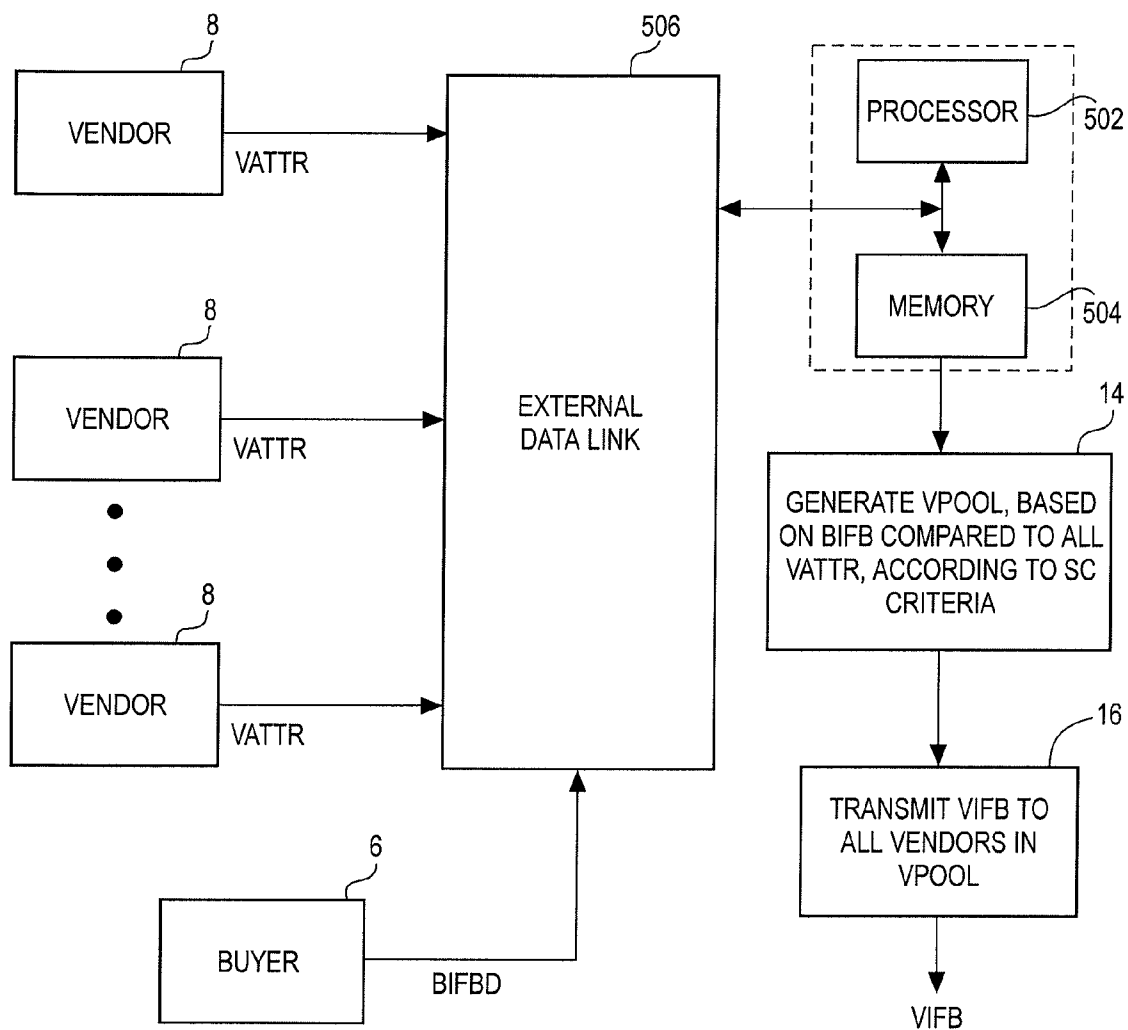 8
VENDOR
VATTR
8
VENDOR
VATTR
8
VENDOR
VATTR
506
EXTERNAL
DATA LINK
6
BUYER
BIFBD
PROCESSOR
502
MEMORY
504
14
GENERATE VPOOL, BASED
ON BIFB COMPARED TO ALL
VATTR, ACCORDING TO SC
CRITERIA
16
TRANSMIT VIFB TO
ALL VENDORS IN
VPOOL
VIFB